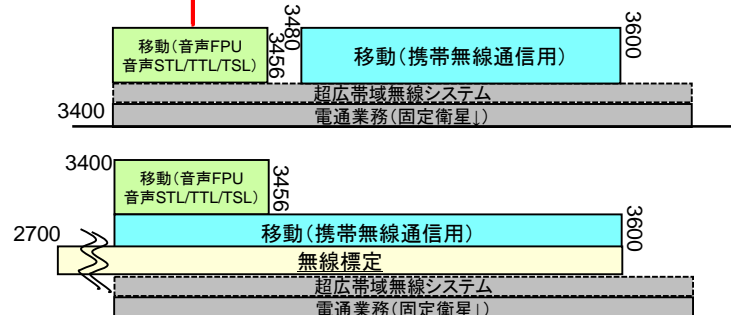 移動(音声FPU
音声STL/TTL/TSL)
3456
3480
移動(携帯無線通信用)
3600
超広帯域無線システム
3400
電通業務(固定衛星↓)
3400
移動(音声FPU
音声STL/TTL/TSL)
3456
2700
移動(携帯無線通信用)
3600
無線標定
超広帯域無線システム
電通業務(固定衛星↓)